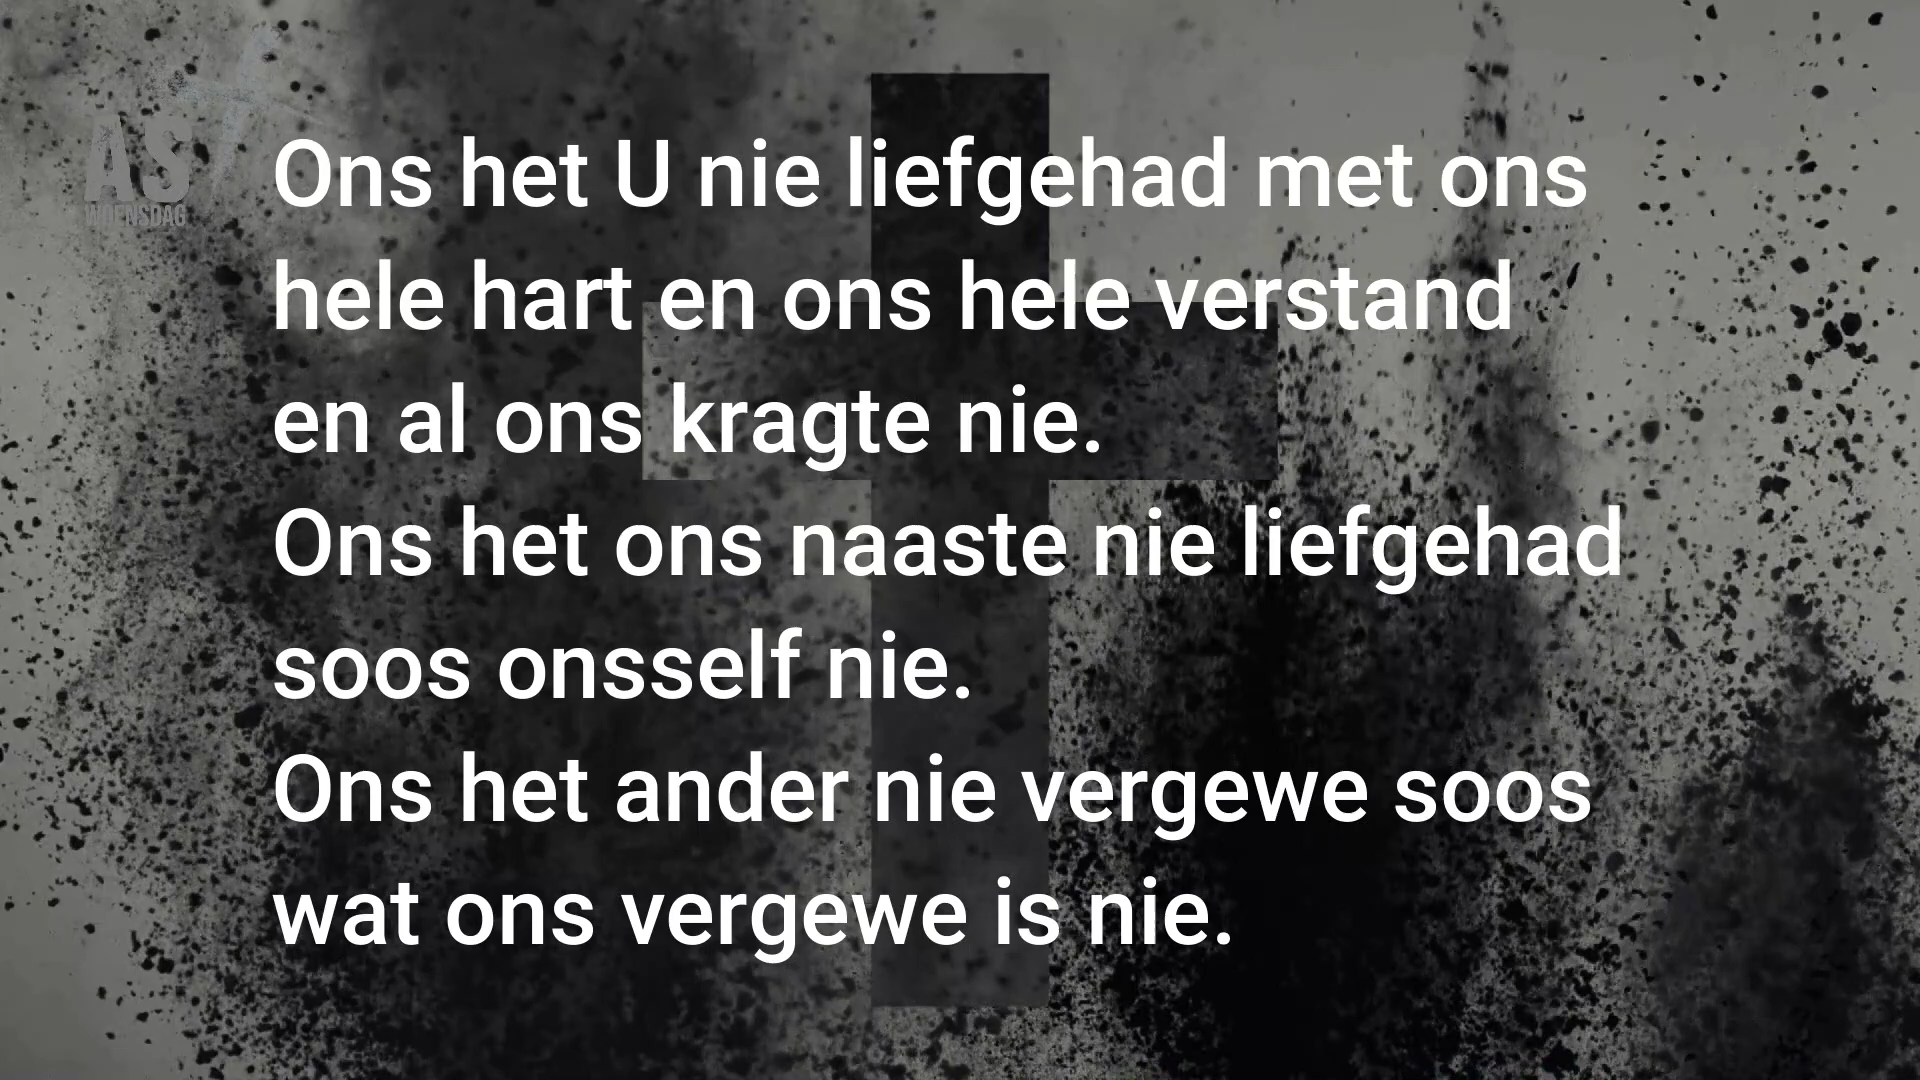 AS
WOENSDAG
Ons het U nie liefgehad met ons
hele hart en ons hele verstand
en al ons kragte nie.
Ons het ons naaste nie liefgehad
soos onsself nie.
Ons het ander nie vergewe soos
wat ons vergewe is nie.